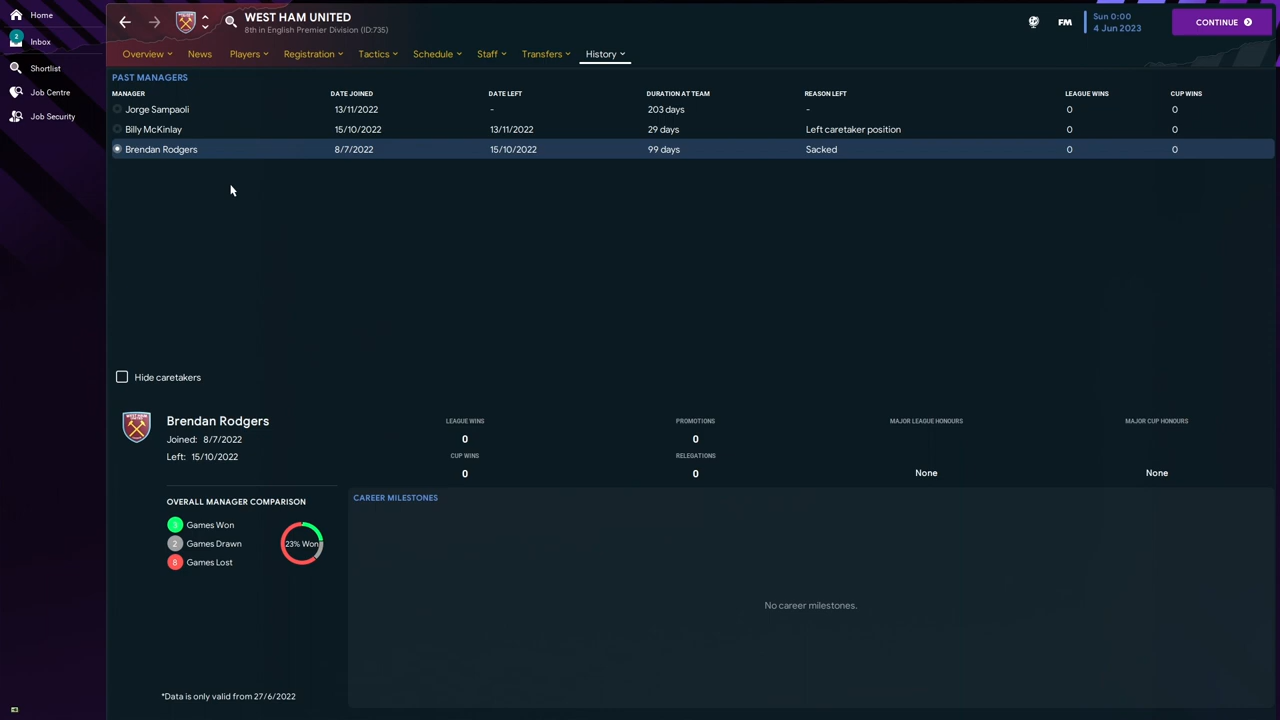 Home
2
Inbox
Shortlist
Job Centre
Job Security
WEST HAM UNITED
8th in English Premier Division (ID:735)
FM
Sun 0:00
4 Jun 2023
CONTINUE
Overview
News
Players
Registration
Tactics
Schedule
Staff
Transfers
History
PAST MANAGERS
MANAGER DATE JOINED DATE LEFT DURATION AT TEAM REASON LEFT LEAGUE WINS CUP WINS
Jorge Sampaoli 13/11/2022 - 203 days - 0 0
Billy McKinlay 15/10/2022 13/11/2022 29 days Left caretaker position 0 0
Brendan Rodgers 8/7/2022 15/10/2022 99 days Sacked 0 0
Hide caretakers
WEST HAM
Brendan Rodgers
Joined: 8/7/2022
Left: 15/10/2022
LEAGUE WINS PROMOTIONS MAJOR LEAGUE HONOURS MAJOR CUP HONOURS
0 0
CUP WINS RELEGATIONS
0 0 None None
OVERALL MANAGER COMPARISON
3 Games Won
2 Games Drawn
8 Games Lost
23% Won
CAREER MILESTONES
No career milestones.
*Data is only valid from 27/6/2022